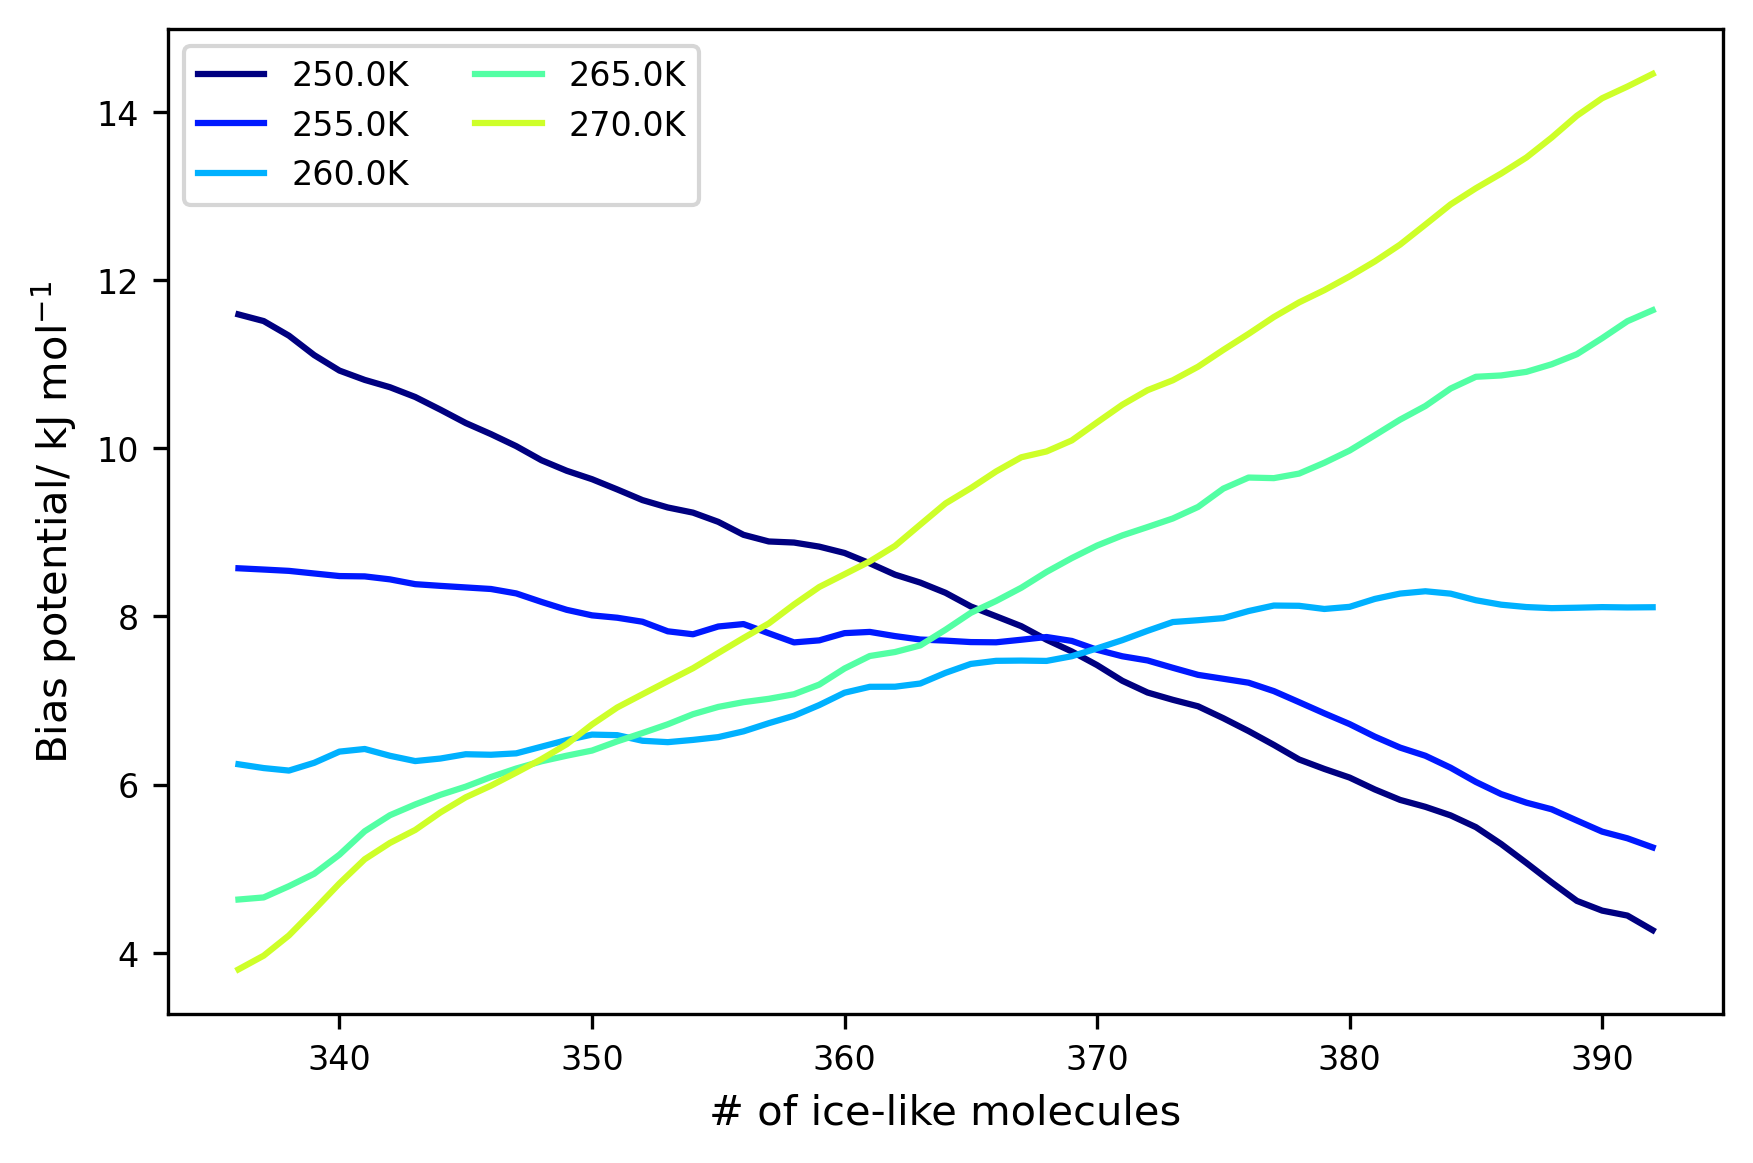 250.0K
255.0K
260.0K
265.0K
270.0K
14
12
10
8
6
4
Bias potential/ kJ mol⁻¹
340 350 360 370 380 390
# of ice-like molecules